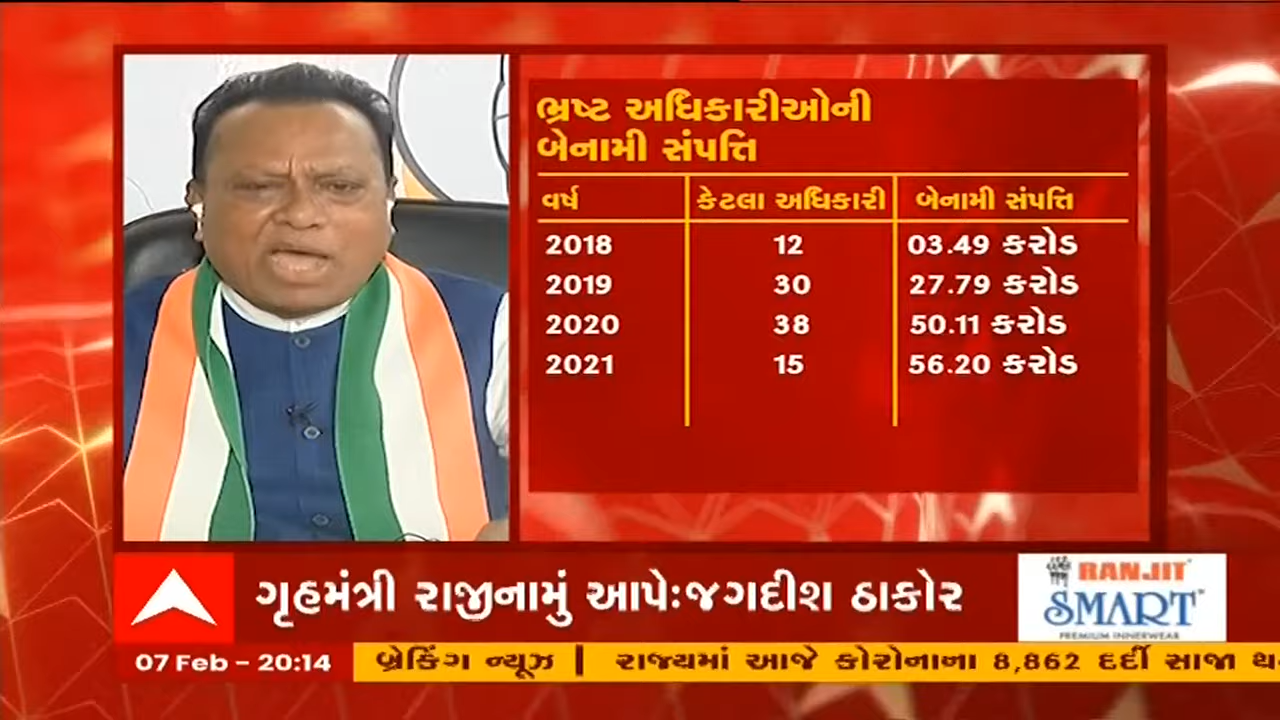 ભ્રષ્ટ અધિકારીઓની
બેનામી સંપત્તિ
વર્ષ કેટલા અધિકારી બેનામી સંપત્તિ
2018 12 03.49 કરોડ
2019 30 27.79 કરોડ
2020 38 50.11 કરોડ
2021 15 56.20 કરોડ
ગૃહમંત્રી રાજીનામું આપેઃજગદીશ ઠાકોર
RANJIT
SMART
PREMIUM INNERWEAR
07 Feb - 20:14 બ્રેકિંગ ન્યૂઝ | રાજ્યમાં આજે કોરોનાના 8,862 દર્દી સાજા